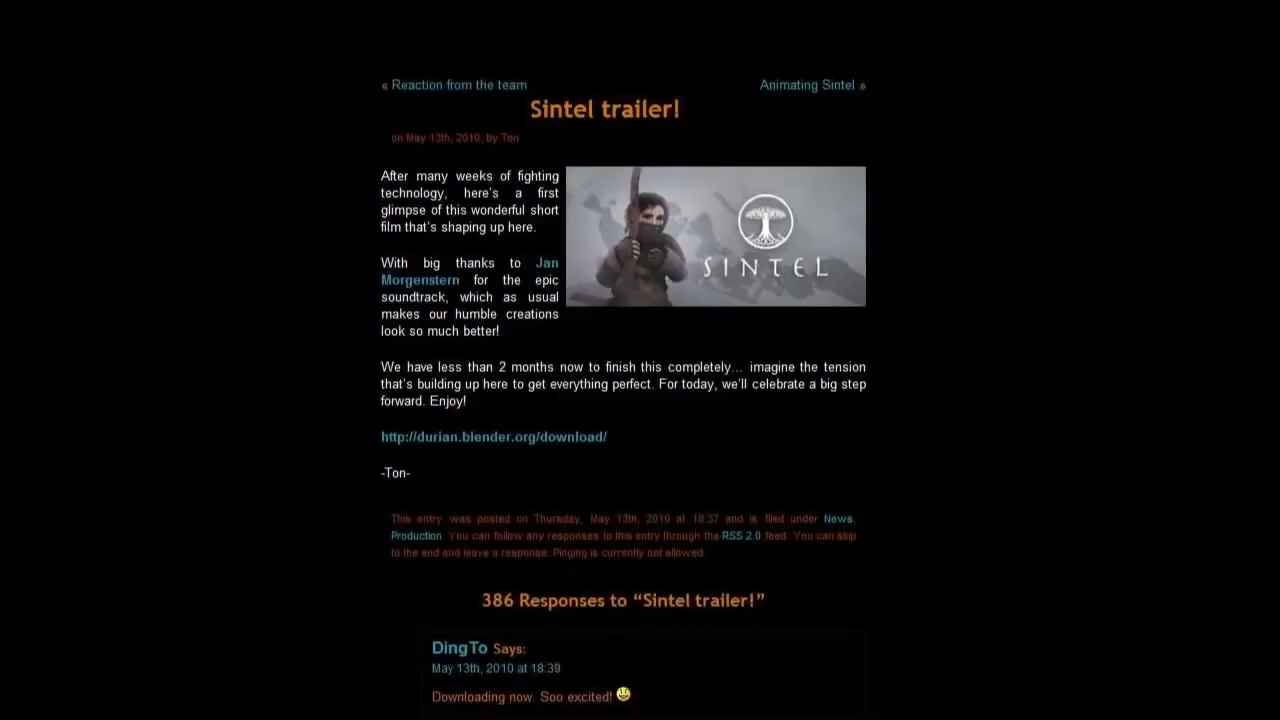 « Reaction from the team
Animating Sintel »
Sintel trailer!
on May 13th, 2010, by Ton
After many weeks of fighting
technology, here's a first
glimpse of this wonderful short
film that's shaping up here.
SINTEL
With big thanks to Jan
Morgenstern for the epic
soundtrack, which as usual
makes our humble creations
look so much better!
We have less than 2 months now to finish this completely... imagine the tension
that's building up here to get everything perfect. For today, we'll celebrate a big step
forward. Enjoy!
http://durian.blender.org/download/
-Ton-
This entry was posted on Thursday, May 13th, 2010 at 18:37 and is filed under News,
Production. You can follow any responses to this entry through the RSS 2.0 feed. You can skip
to the end and leave a response. Pinging is currently not allowed.
386 Responses to “Sintel trailer!”
DingTo Says:
May 13th, 2010 at 18:39
Downloading now. Soo excited!